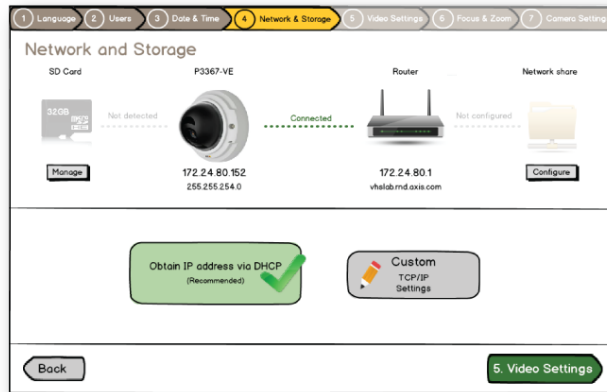 1 Language
2 Users
3 Date & Time
4 Network & Storage
5 Video Settings
6 Focus & Zoom
7 Camera Setting
Network and Storage
SD Card
P3367-VE
Router
Network share
32GB
Not detected
Connected
Not configured
Manage
172.24.80.152
255.255.254.0
172.24.80.1
vhslab.rnd.axis.com
Configure
Obtain IP address via DHCP
(Recommended)
Custom
TCP/IP
Settings
Back
5. Video Settings